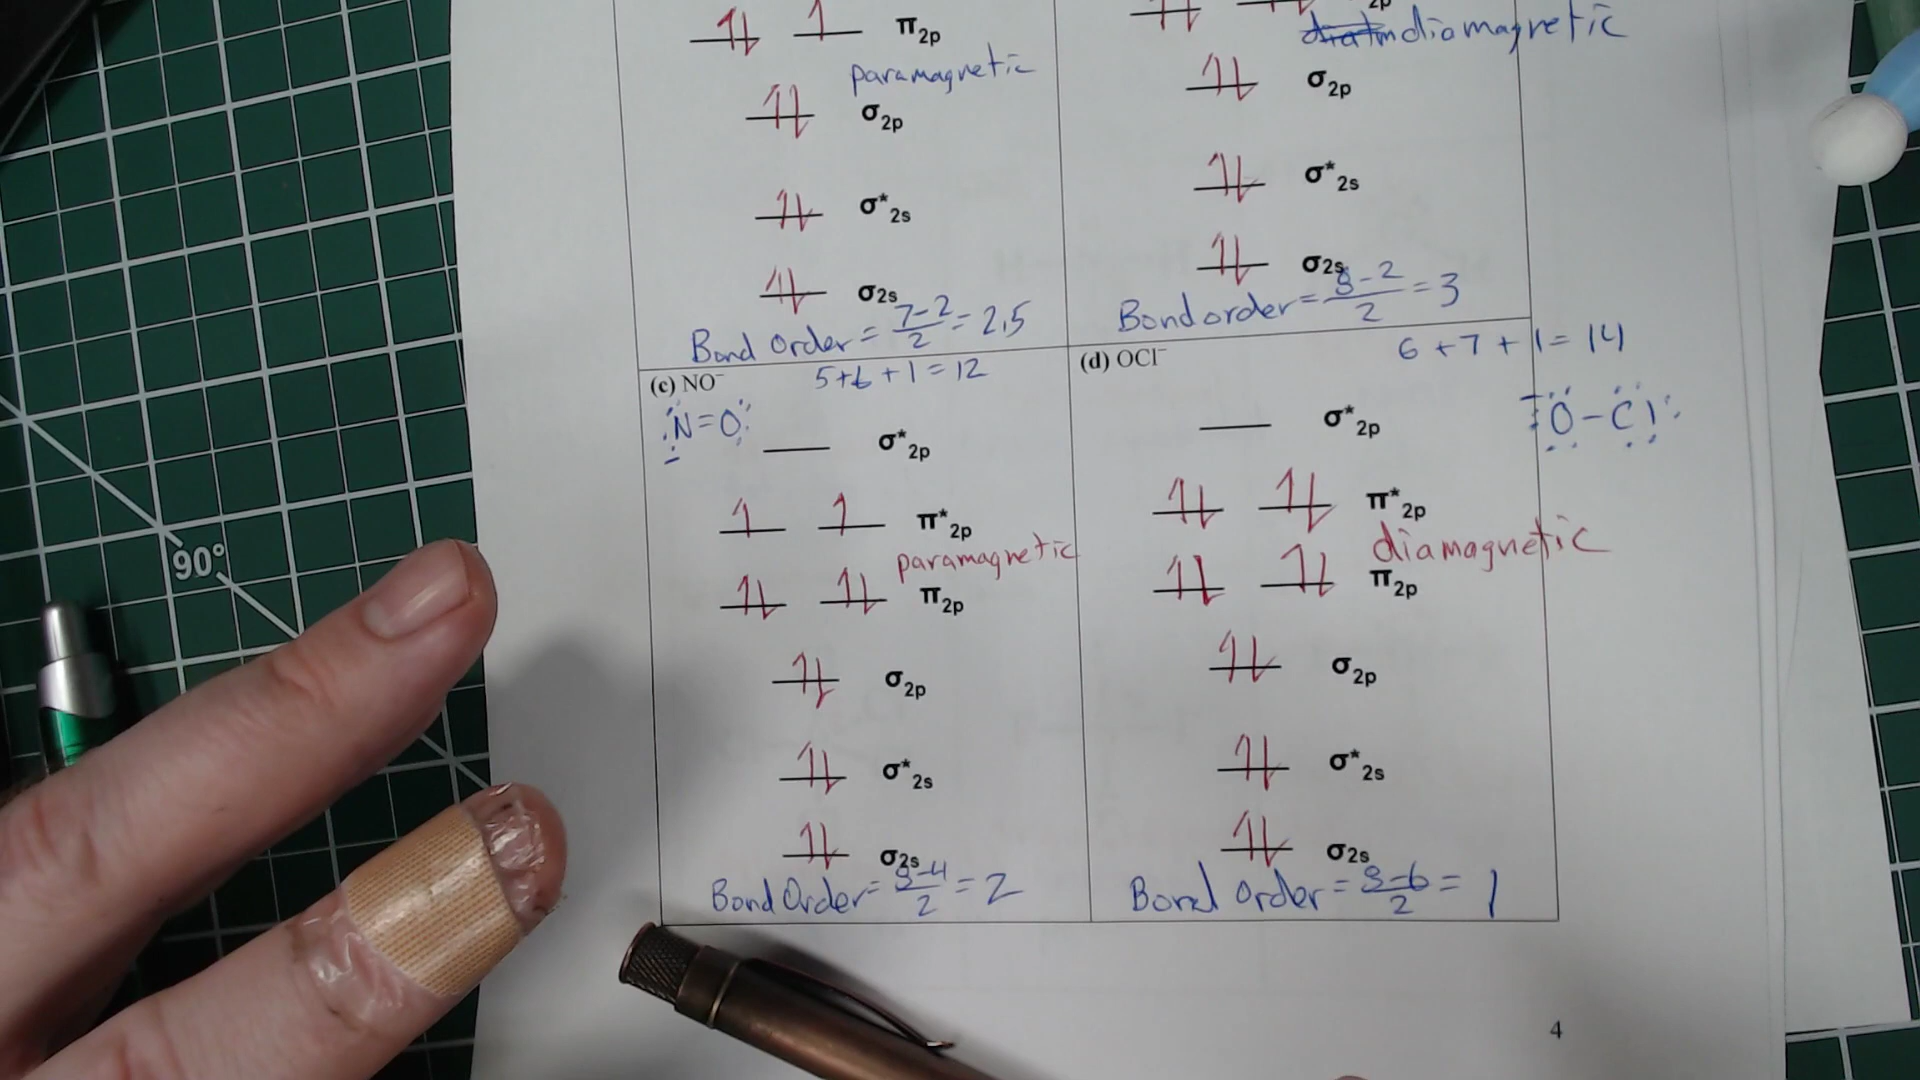 π2p
paramagnetic
σ2p
σ*2s
σ2s
Bond Order = 7-2/2 = 2.5
2p
diamagnetic
σ2p
σ*2s
σ2s
Bond order = 8-2/2 = 3
(c) NO⁻ 5+6+1=12
:N=O:
σ*2p
π*2p
paramagnetic
π2p
σ2p
σ*2s
σ2s
Bond Order = 8-4/2 = 2
(d) OCl⁻ 6+7+1=14
:O-Cl:
σ*2p
π*2p
diamagnetic
π2p
σ2p
σ*2s
σ2s
Bond Order = 8-6/2 = 1
4
90°